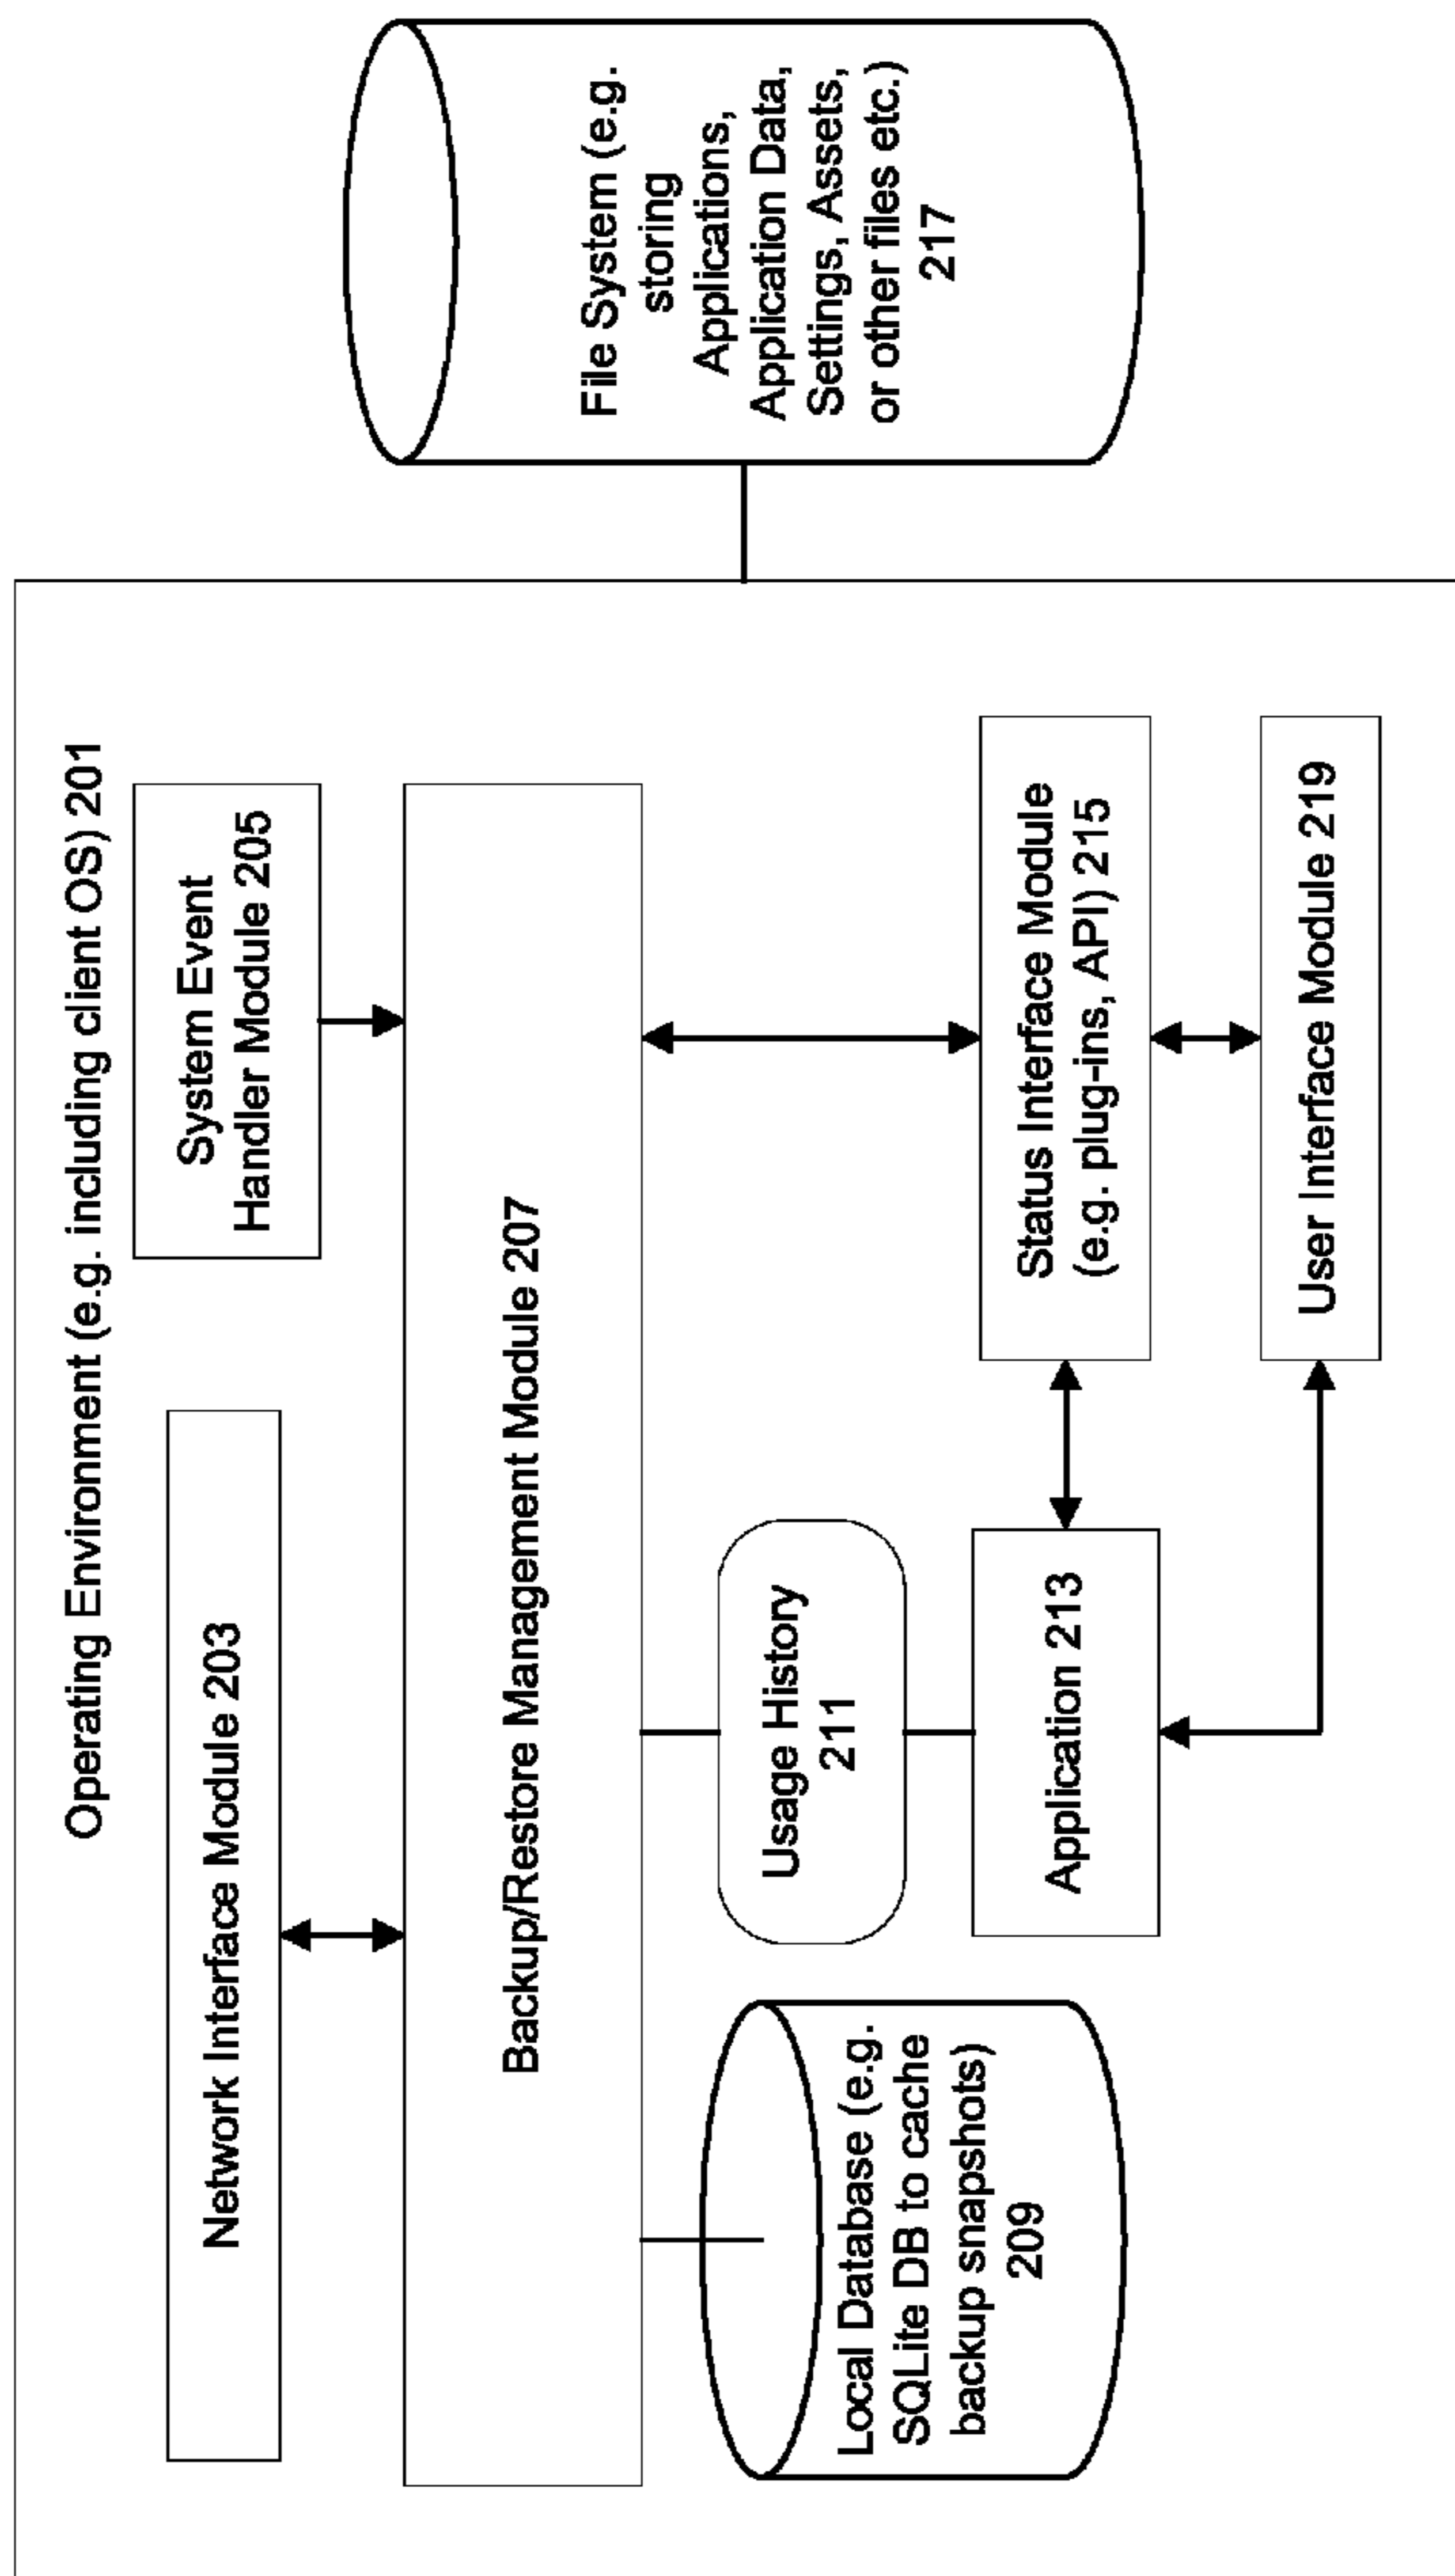 Operating Environment (e.g. including client OS) 201
Network Interface Module 203
System Event
Handler Module 205
Backup/Restore Management Module 207
Local Database (e.g.
SQLite DB to cache
backup snapshots)
209
Usage History
211
Application 213
Status Interface Module
(e.g. plug-ins, API) 215
User Interface Module 219
File System (e.g.
storing
Applications,
Application Data,
Settings, Assets,
or other files etc.)
217